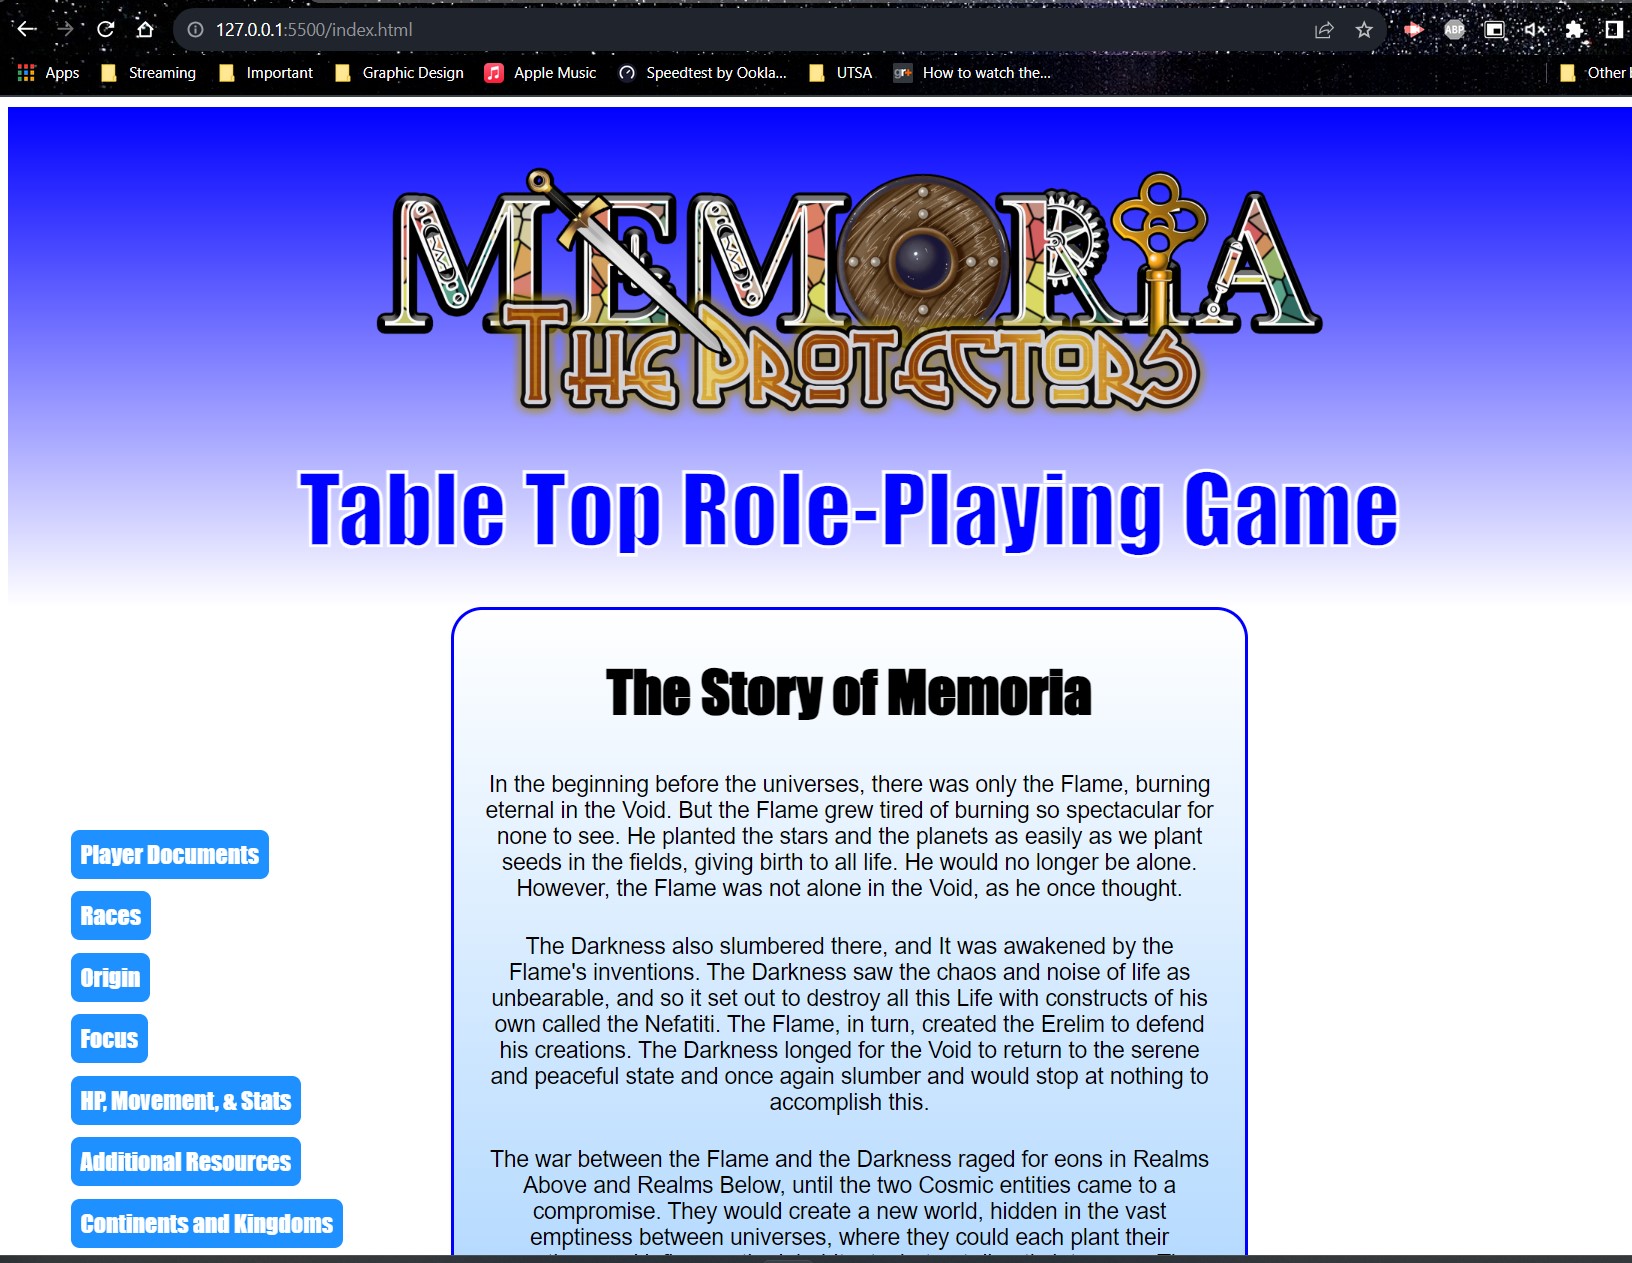 127.0.0.1:5500/index.html
ABP
Apps
Streaming
Important
Graphic Design
Apple Music
Speedtest by Ookla...
UTSA
gr+
How to watch the...
Other
MEMORIA
THE PROTECTORS
Table Top Role-Playing Game
The Story of Memoria
In the beginning before the universes, there was only the Flame, burning
eternal in the Void. But the Flame grew tired of burning so spectacular for
none to see. He planted the stars and the planets as easily as we plant
seeds in the fields, giving birth to all life. He would no longer be alone.
However, the Flame was not alone in the Void, as he once thought.
The Darkness also slumbered there, and It was awakened by the
Flame's inventions. The Darkness saw the chaos and noise of life as
unbearable, and so it set out to destroy all this Life with constructs of his
own called the Nefatiti. The Flame, in turn, created the Erelim to defend
his creations. The Darkness longed for the Void to return to the serene
and peaceful state and once again slumber and would stop at nothing to
accomplish this.
The war between the Flame and the Darkness raged for eons in Realms
Above and Realms Below, until the two Cosmic entities came to a
compromise. They would create a new world, hidden in the vast
emptiness between universes, where they could each plant their
Player Documents
Races
Origin
Focus
HP, Movement, & Stats
Additional Resources
Continents and Kingdoms